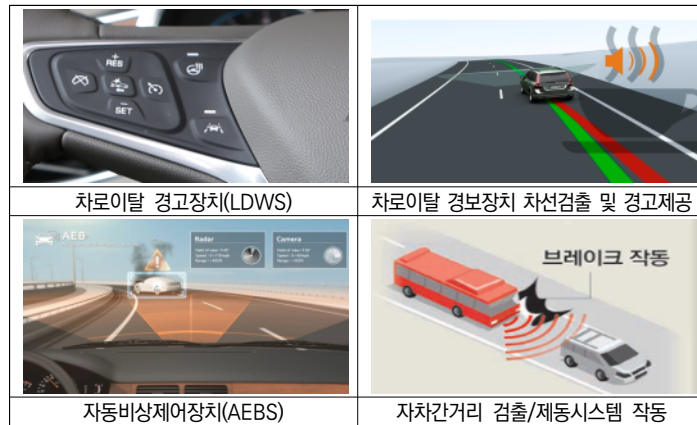 RES
SET
차로이탈 경고장치(LDWS)
차로이탈 경보장치 차선검출 및 경고제공
AEB
Radar
Camera
브레이크 작동
자동비상제어장치(AEBS)
자차간거리 검출/제동시스템 작동